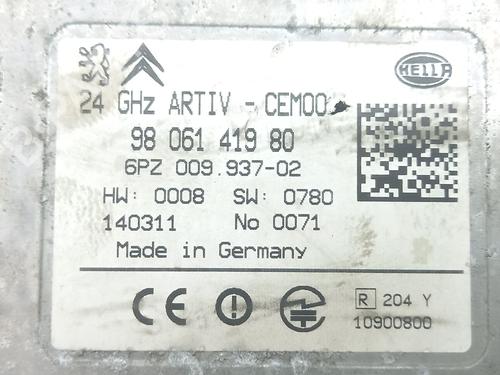 HELLA
24 GHz ARTIV - CEM00
98 061 419 80
6PZ 009.937-02
HW: 0008 SW: 0780
140311 No 0071
Made in Germany
CE
R 204 Y
10900800